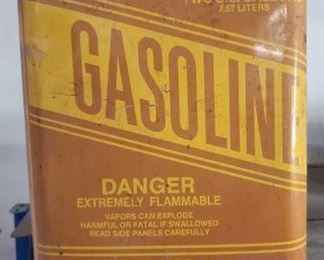 7.57 LITERS
GASOLINE
DANGER
EXTREMELY FLAMMABLE
VAPORS CAN EXPLODE
HARMFUL OR FATAL IF SWALLOWED
READ SIDE PANELS CAREFULLY